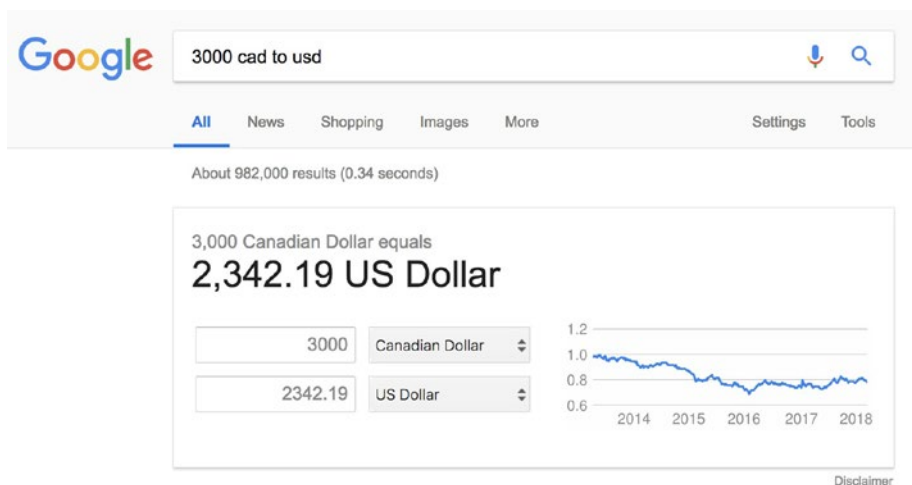 Google 3000 cad to usd
All News Shopping Images More Settings Tools
About 982,000 results (0.34 seconds)
3,000 Canadian Dollar equals
2,342.19 US Dollar
3000 Canadian Dollar
2342.19 US Dollar
1.2
1.0
0.8
0.6
2014 2015 2016 2017 2018
Disclaimer